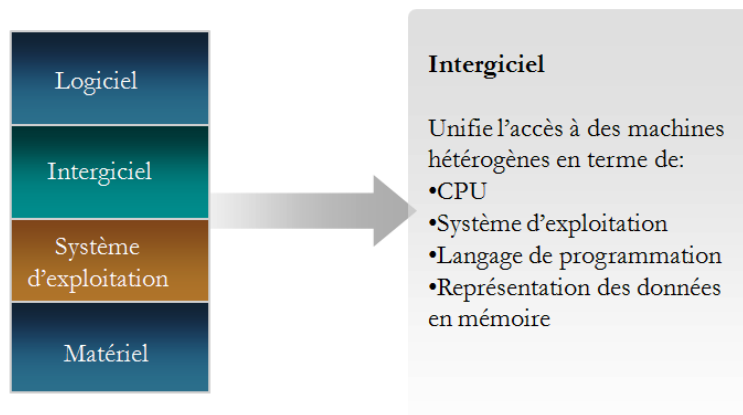 Logiciel
Intergiciel
Système
d'exploitation
Matériel
Intergiciel
Unifie l'accès à des machines
hétérogènes en terme de:
•CPU
•Système d'exploitation
•Langage de programmation
•Représentation des données
en mémoire